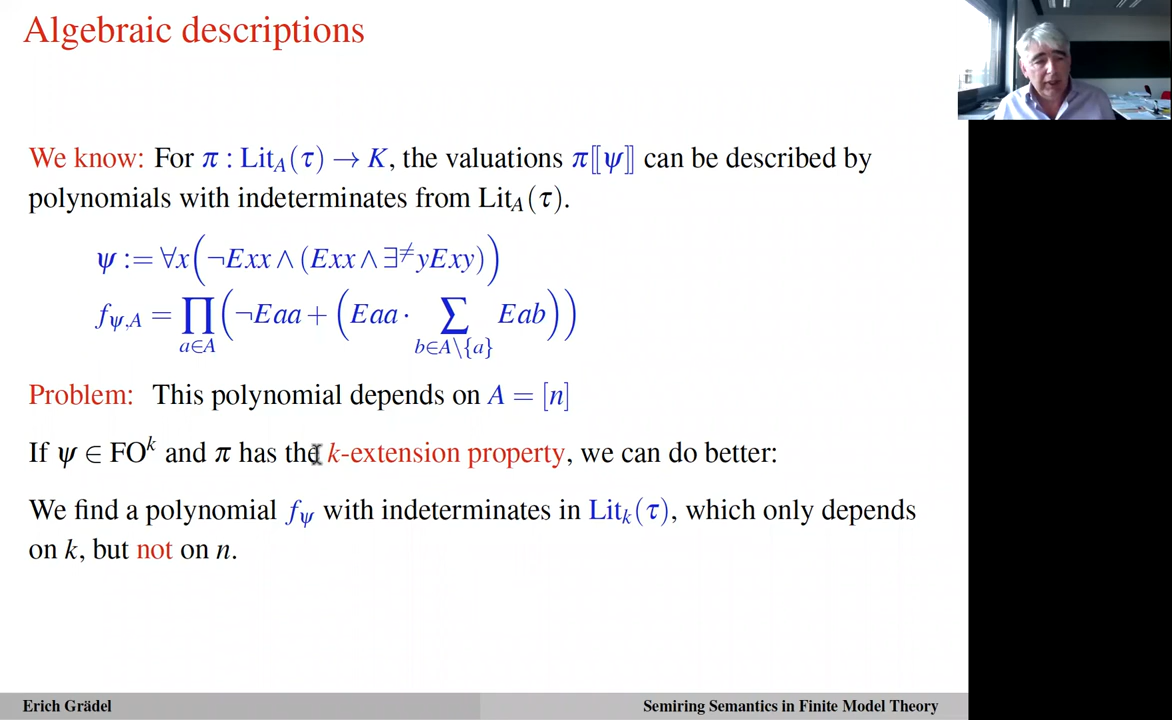 Algebraic descriptions
We know: For π : Lit_A(τ) → K, the valuations π⟦ψ⟧ can be described by
polynomials with indeterminates from Lit_A(τ).
ψ := ∀x(¬Exx ∧ (Exx ∧ ∃^≠yExy))
f_ψ,A = ∏_{a∈A} (¬Eaa + (Eaa · ∑_{b∈A\{a}} Eab))
Problem: This polynomial depends on A = [n]
If ψ ∈ FO^k and π has the k-extension property, we can do better:
We find a polynomial f_ψ with indeterminates in Lit_k(τ), which only depends
on k, but not on n.
Erich Grädel Semiring Semantics in Finite Model Theory